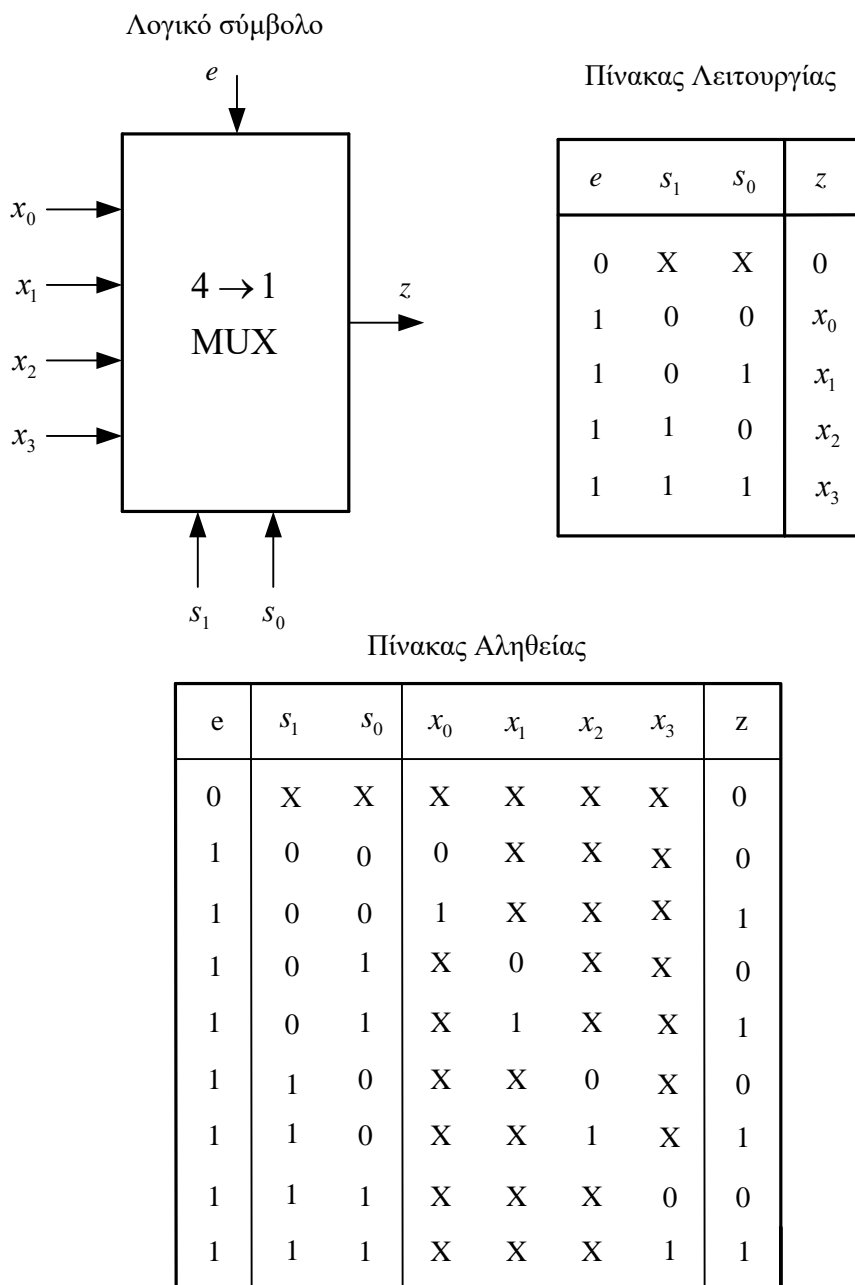 Λογικό σύμβολο
e
x₀
x₁
x₂
x₃
4 → 1
MUX
z
s₁ s₀
Πίνακας Λειτουργίας
e s₁ s₀ z
0 X X 0
1 0 0 x₀
1 0 1 x₁
1 1 0 x₂
1 1 1 x₃
Πίνακας Αληθείας
e s₁ s₀ x₀ x₁ x₂ x₃ z
0 X X X X X X 0
1 0 0 0 X X X 0
1 0 0 1 X X X 1
1 0 1 X 0 X X 0
1 0 1 X 1 X X 1
1 1 0 X X 0 X 0
1 1 0 X X 1 X 1
1 1 1 X X X 0 0
1 1 1 X X X 1 1